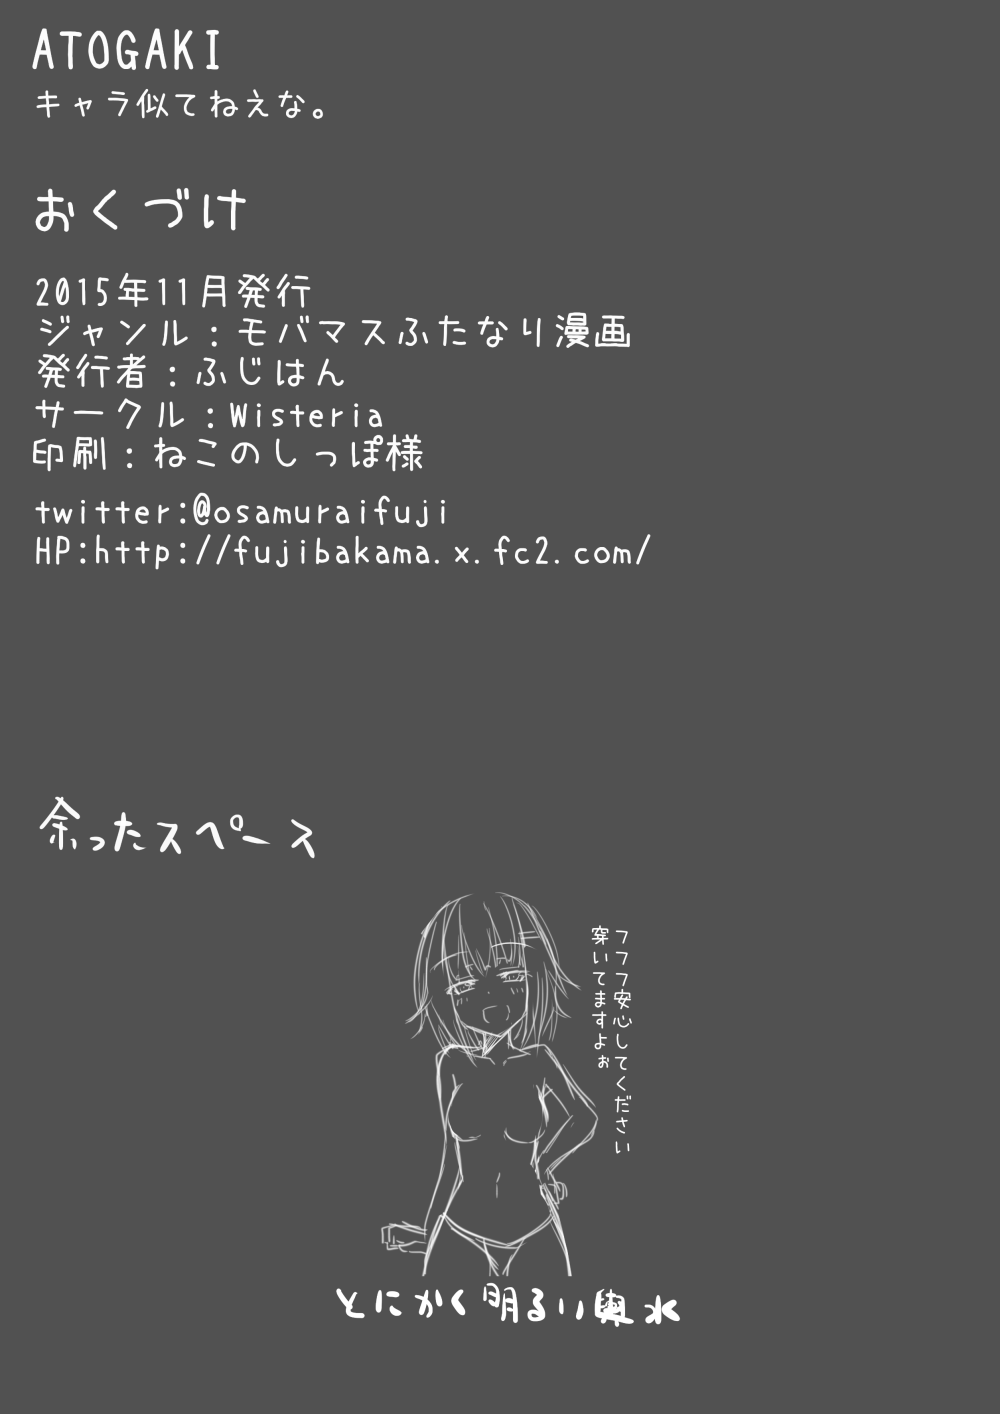 ATOGAKI
キャラ似てねえな。
おくづけ
2015年11月発行
ジャンル：モバマスふたなり漫画
発行者：ふじはん
サークル：Wisteria
印刷：ねこのしっぽ様
twitter:@osamuraifuji
HP:http://fujibakama.x.fc2.com/
余ったスペース
フフフ安心してください
穿いてますよぉ
とにかく明るい輿水